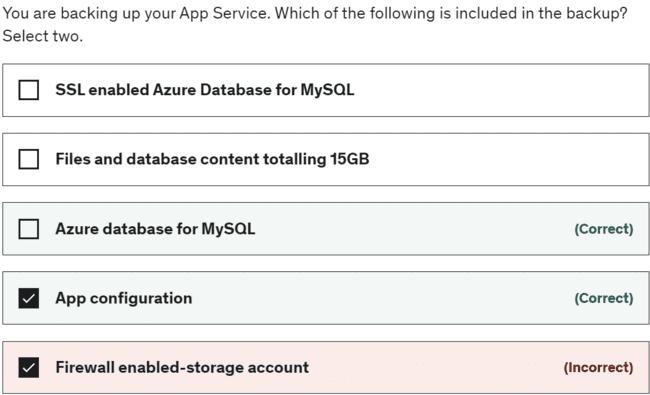 You are backing up your App Service. Which of the following is included in the backup?
Select two.
SSL enabled Azure Database for MySQL
Files and database content totalling 15GB
Azure database for MySQL (Correct)
App configuration (Correct)
Firewall enabled-storage account (Incorrect)